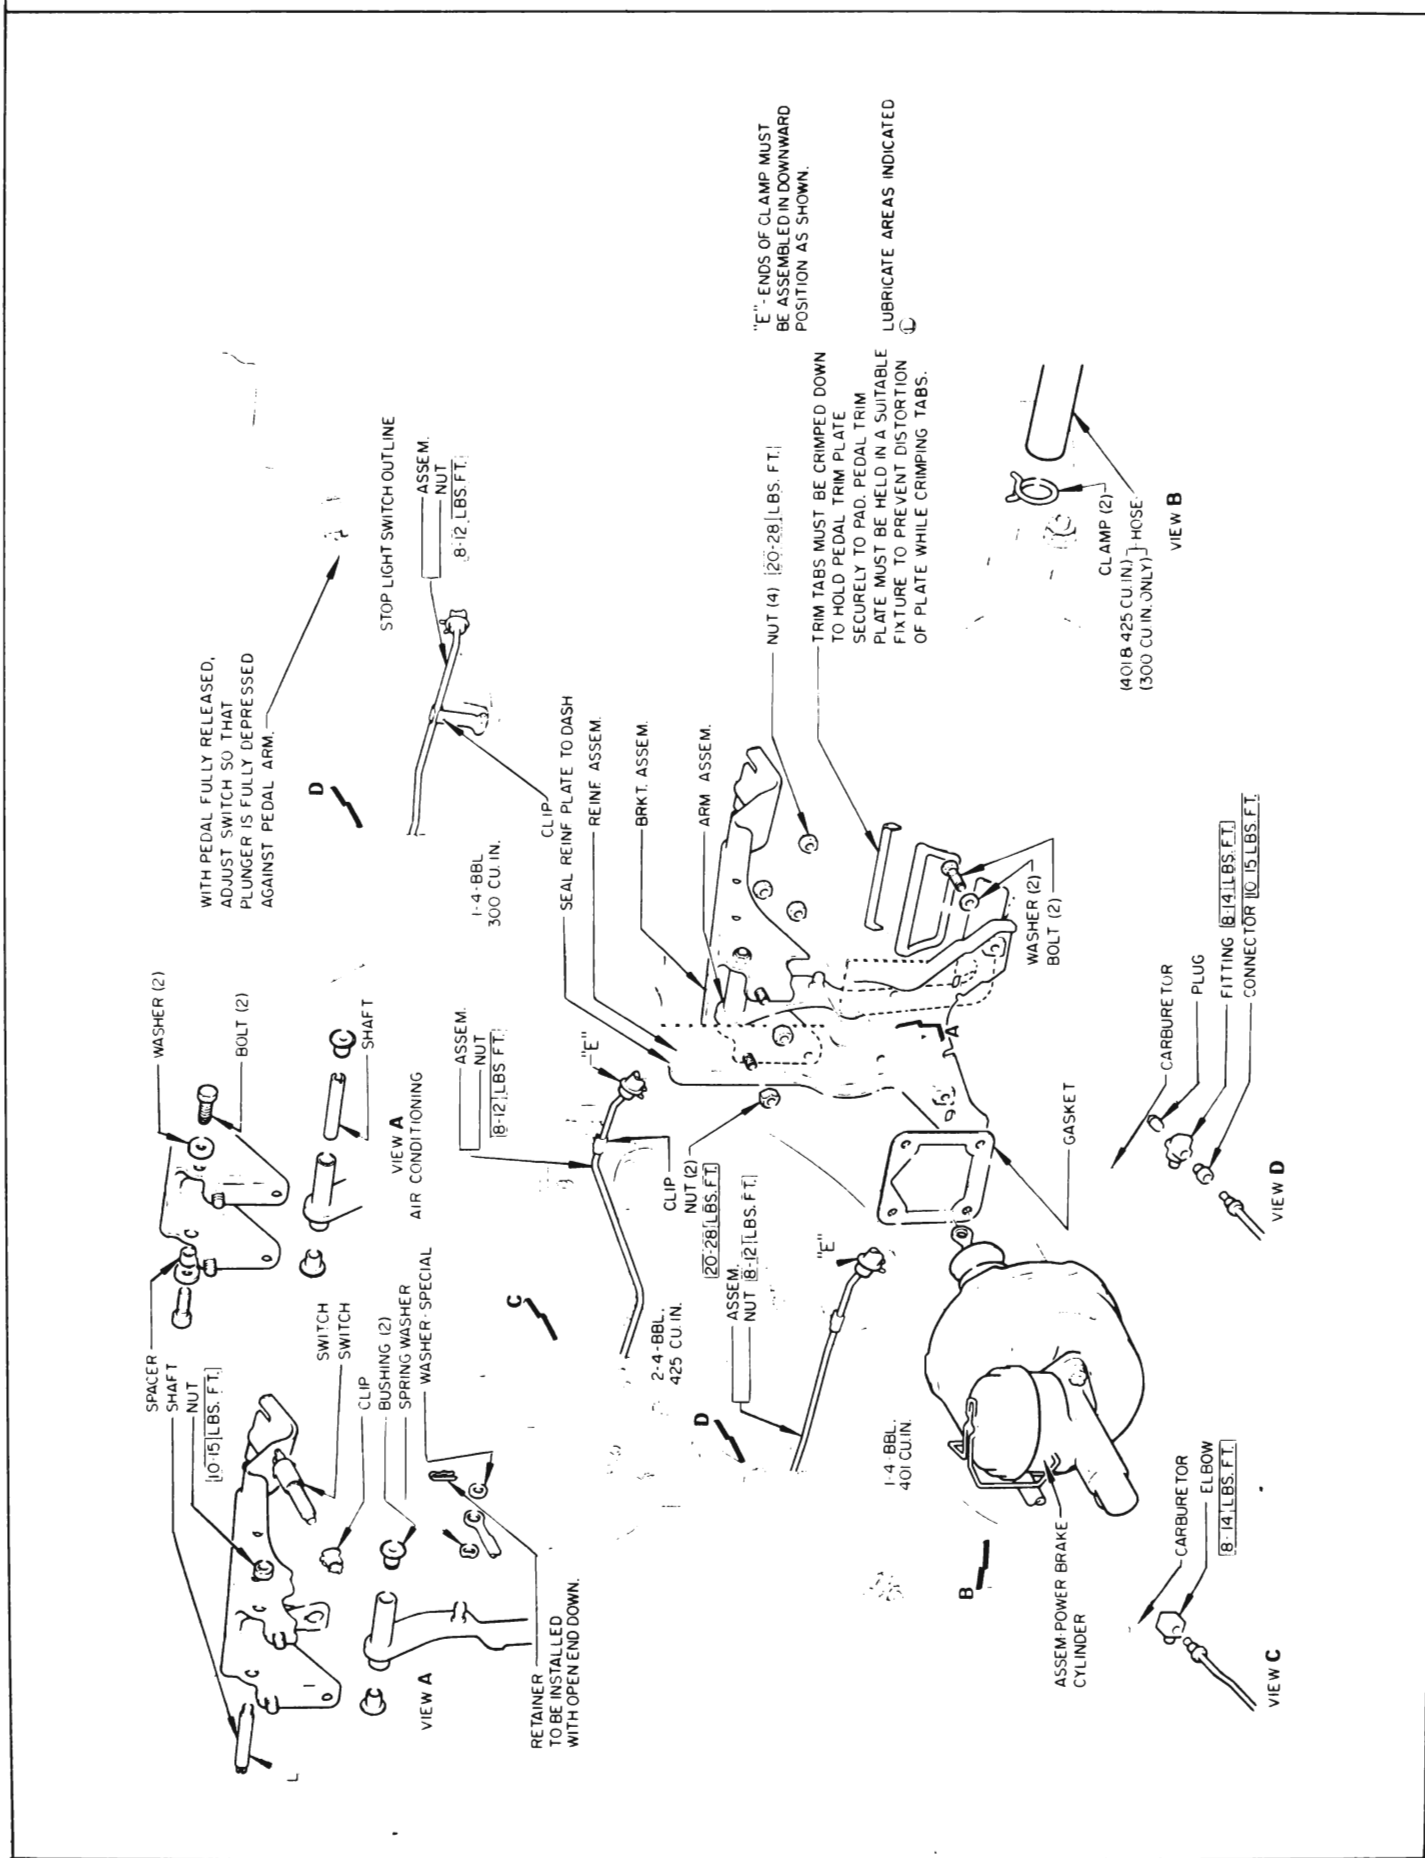 SPACER
SHAFT
NUT
10-15 LBS. FT.
WASHER (2)
BOLT (2)
SHAFT
VIEW A
AIR CONDITIONING
SWITCH
SWITCH
CLIP
BUSHING (2)
SPRING WASHER
WASHER-SPECIAL
L
VIEW A
RETAINER
TO BE INSTALLED
WITH OPEN END DOWN.
WITH PEDAL FULLY RELEASED,
ADJUST SWITCH SO THAT
PLUNGER IS FULLY DEPRESSED
AGAINST PEDAL ARM.
D
STOP LIGHT SWITCH OUTLINE
ASSEM.
NUT
8-12 LBS. FT.
1-4-BBL
300 CU. IN.
CLIP
SEAL REINF PLATE TO DASH
REINF. ASSEM.
BRKT. ASSEM.
ARM ASSEM.
ASSEM.
NUT
8-12 LBS FT.
"E"
C
CLIP
NUT (2)
20-28 LBS. FT.
2-4-BBL.
425 CU. IN.
ASSEM.
NUT 8-12 LBS. FT.
"E"
D
1-4-BBL.
401 CU. IN.
NUT (4) 20-28 LBS. FT.
"E"-ENDS OF CLAMP MUST
BE ASSEMBLED IN DOWNWARD
POSITION AS SHOWN.
TRIM TABS MUST BE CRIMPED DOWN
TO HOLD PEDAL TRIM PLATE
SECURELY TO PAD. PEDAL TRIM
PLATE MUST BE HELD IN A SUITABLE
FIXTURE TO PREVENT DISTORTION
OF PLATE WHILE CRIMPING TABS.
LUBRICATE AREAS INDICATED
L
WASHER (2)
BOLT (2)
A
GASKET
B
ASSEM-POWER BRAKE
CYLINDER
CARBURETOR
ELBOW
8-14 LBS. FT.
VIEW C
CARBURETOR
PLUG
FITTING 8-14 LBS. FT.
CONNECTOR 10-15 LBS. FT.
VIEW D
CLAMP (2)
(401 & 425 CU. IN.)
(300 CU. IN. ONLY) HOSE
VIEW B